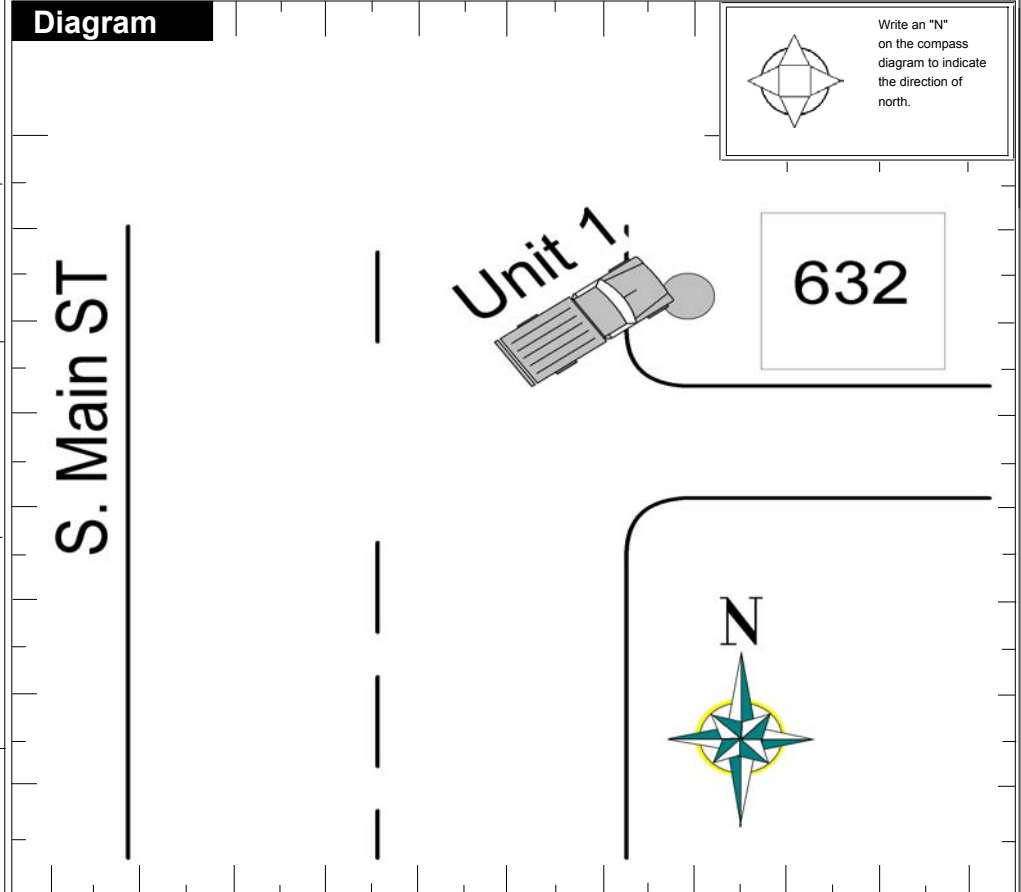 Diagram
Write an "N"
on the compass
diagram to indicate
the direction of
north.
Unit 1
632
S. Main ST
N